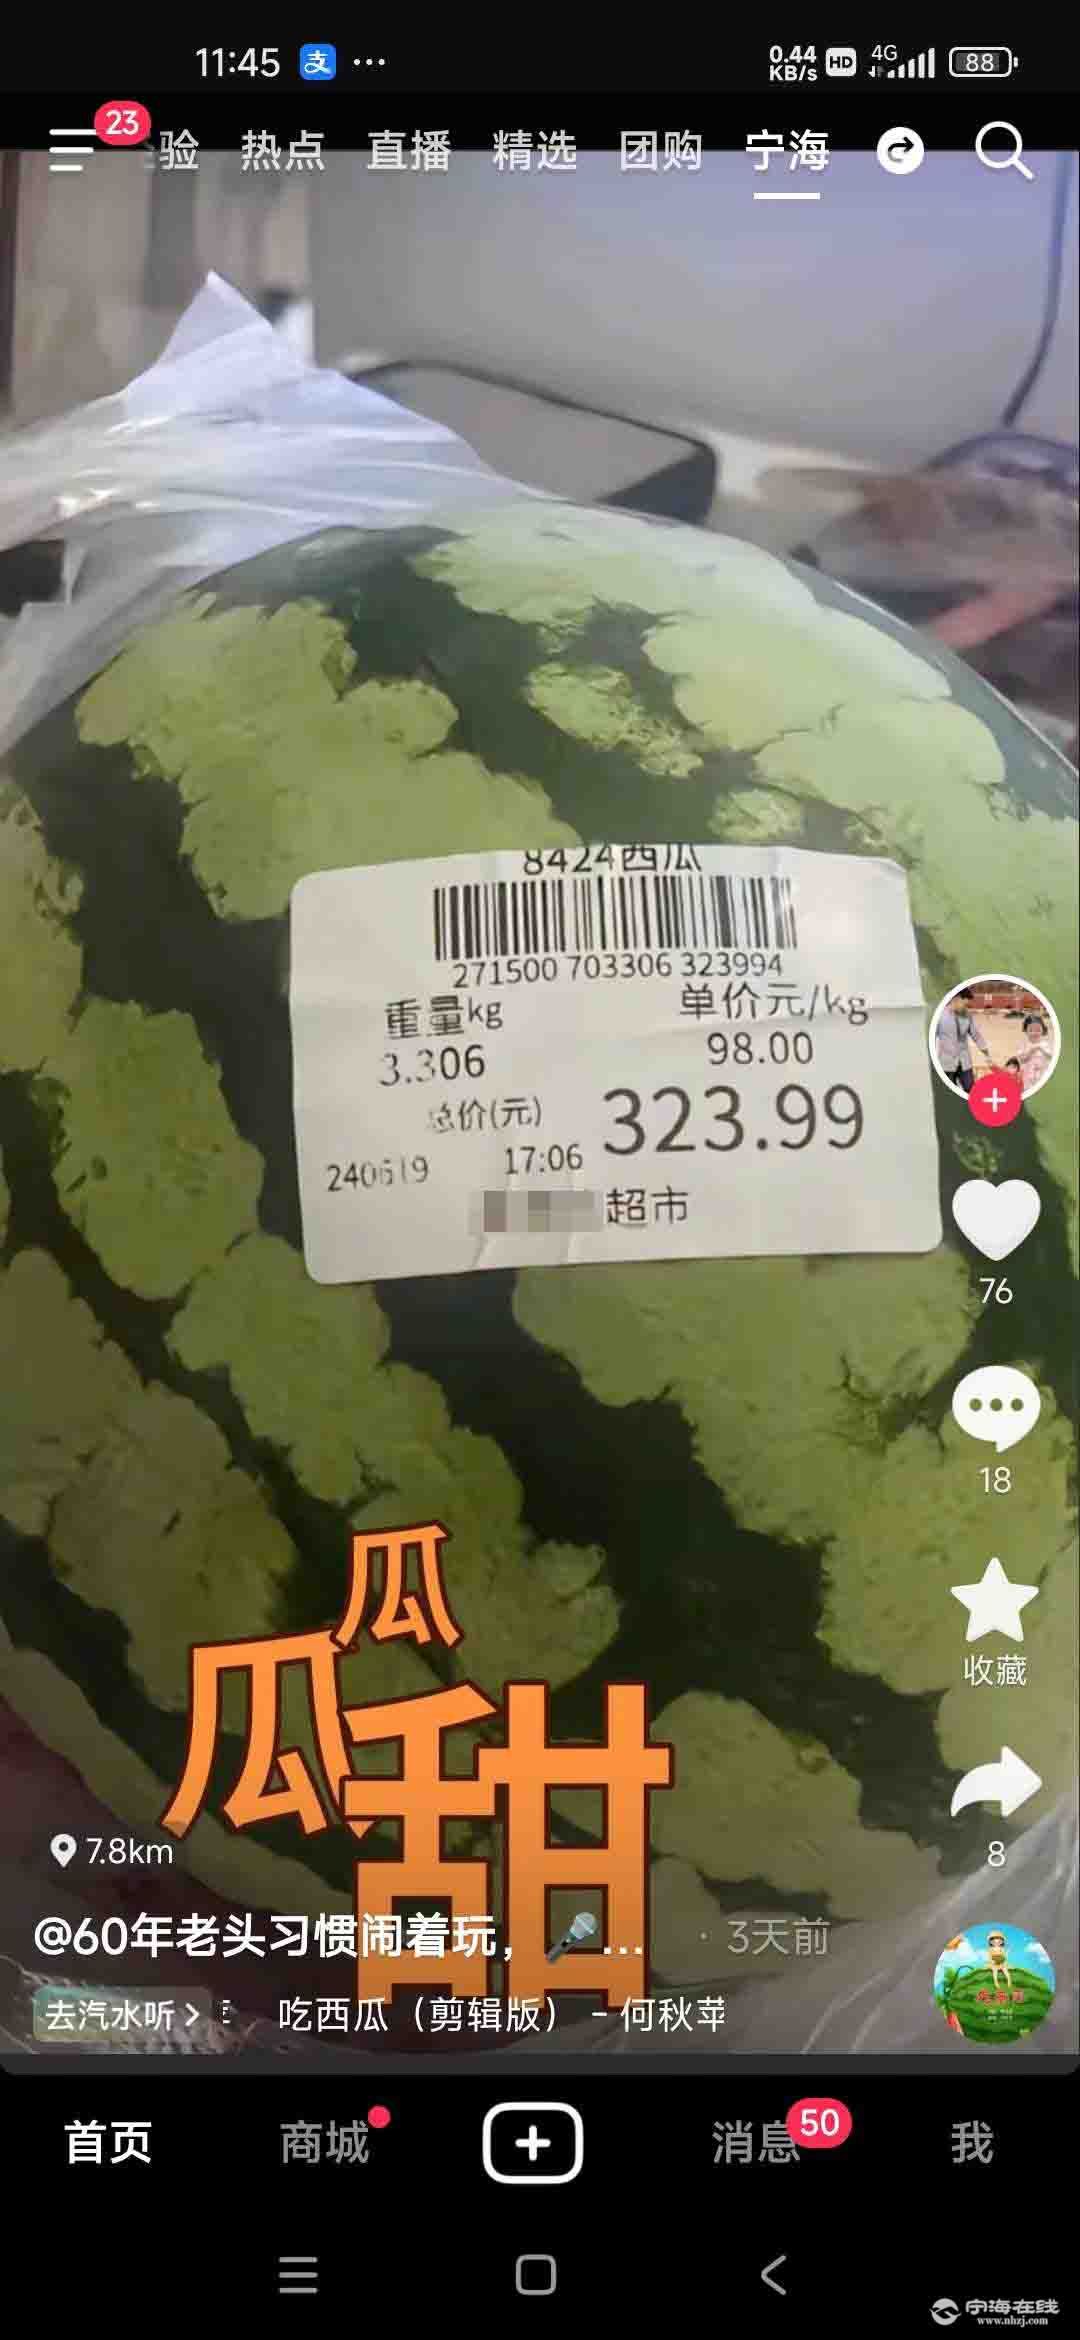 11:45 支 ···
0.44 KB/s HD 4G 88
23
验 热点 直播 精选 团购 宁海
8424西瓜
271500 703306 323994
重量kg 单价元/kg
3.306 98.00
总价(元) 323.99
240619 17:06
超市
76
18
收藏
瓜
瓜
甜
8
7.8km
@60年老头习惯闹着玩，🎤... · 3天前
去汽水听 > 吃西瓜（剪辑版） - 何秋苹
首页 商城 + 消息 50 我
宁海在线
www.nhzj.com